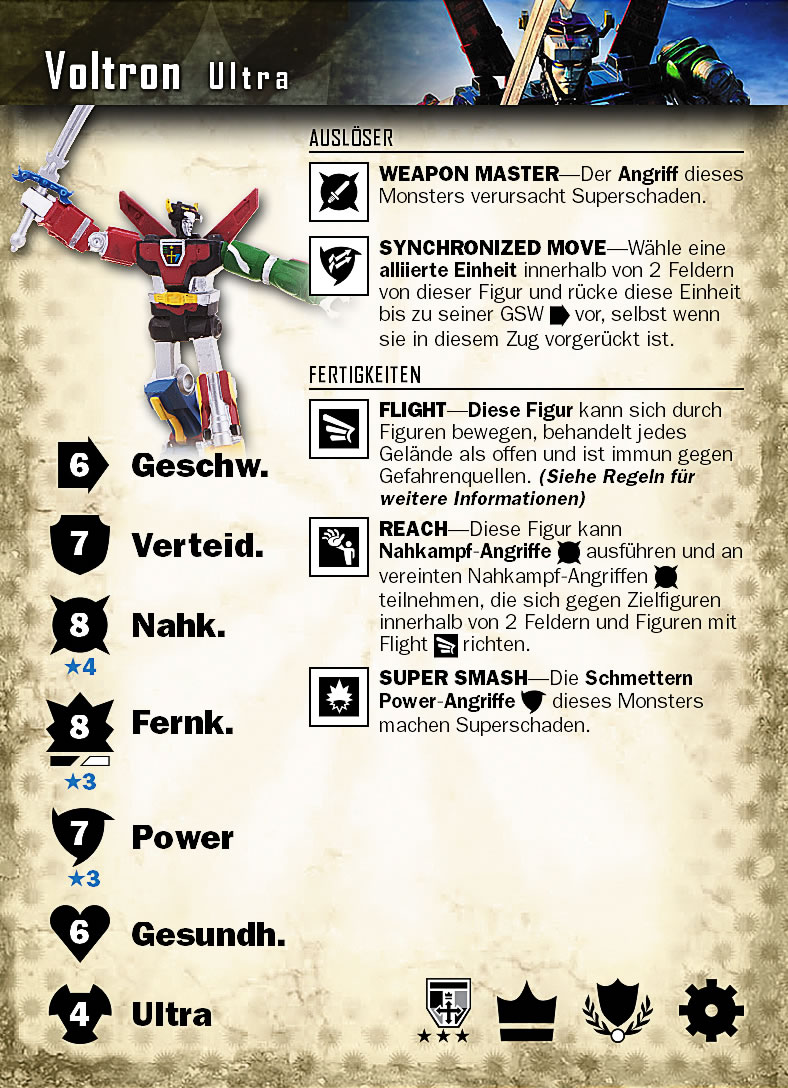 Voltron Ultra
AUSLÖSER
WEAPON MASTER—Der Angriff dieses
Monsters verursacht Superschaden.
SYNCHRONIZED MOVE—Wähle eine
alliierte Einheit innerhalb von 2 Feldern
von dieser Figur und rücke diese Einheit
bis zu seiner GSW vor, selbst wenn
sie in diesem Zug vorgerückt ist.
FERTIGKEITEN
FLIGHT—Diese Figur kann sich durch
Figuren bewegen, behandelt jedes
Gelände als offen und ist immun gegen
Gefahrenquellen. (Siehe Regeln für
weitere Informationen)
REACH—Diese Figur kann
Nahkampf-Angriffe ausführen und an
vereinten Nahkampf-Angriffen
teilnehmen, die sich gegen Zielfiguren
innerhalb von 2 Feldern und Figuren mit
Flight richten.
SUPER SMASH—Die Schmettern
Power-Angriffe dieses Monsters
machen Superschaden.
6 Geschw.
7 Verteid.
8 Nahk.
★4
8 Fernk.
★3
7 Power
★3
6 Gesundh.
4 Ultra